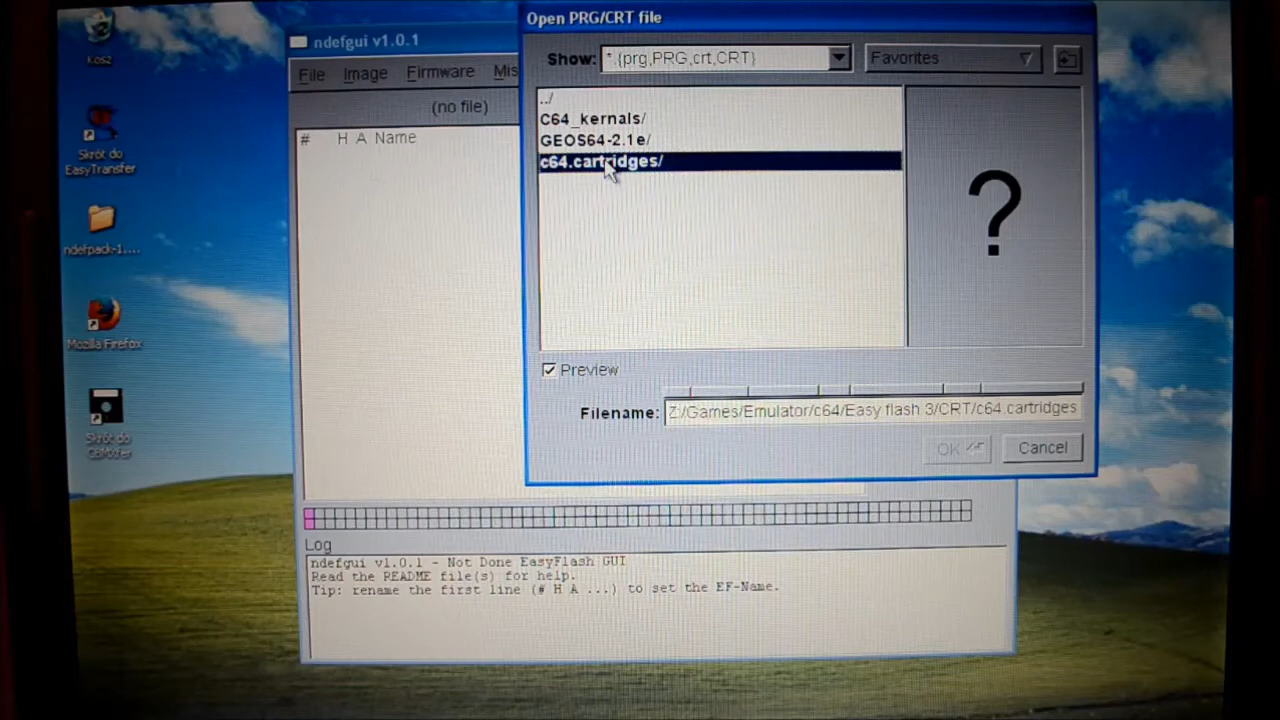 Kosz
Skrót do
EasyTransfer
ndefpack-1....
Mozilla Firefox
Skrót do
ndefgui v1.0.1
File Image Firmware Mis
(no file)
# H A Name
Open PRG/CRT file
Show: *.{prg,PRG,crt,CRT} Favorites
../
C64_kernals/
GEOS64-2.1e/
c64.cartridges/
?
Preview
Filename: Z:/Games/Emulator/c64/Easy flash 3/CRT/c64.cartridges
OK Cancel
Log
ndefgui v1.0.1 - Not Done EasyFlash GUI
Read the README file(s) for help.
Tip: rename the first line (# H A ...) to set the EF-Name.